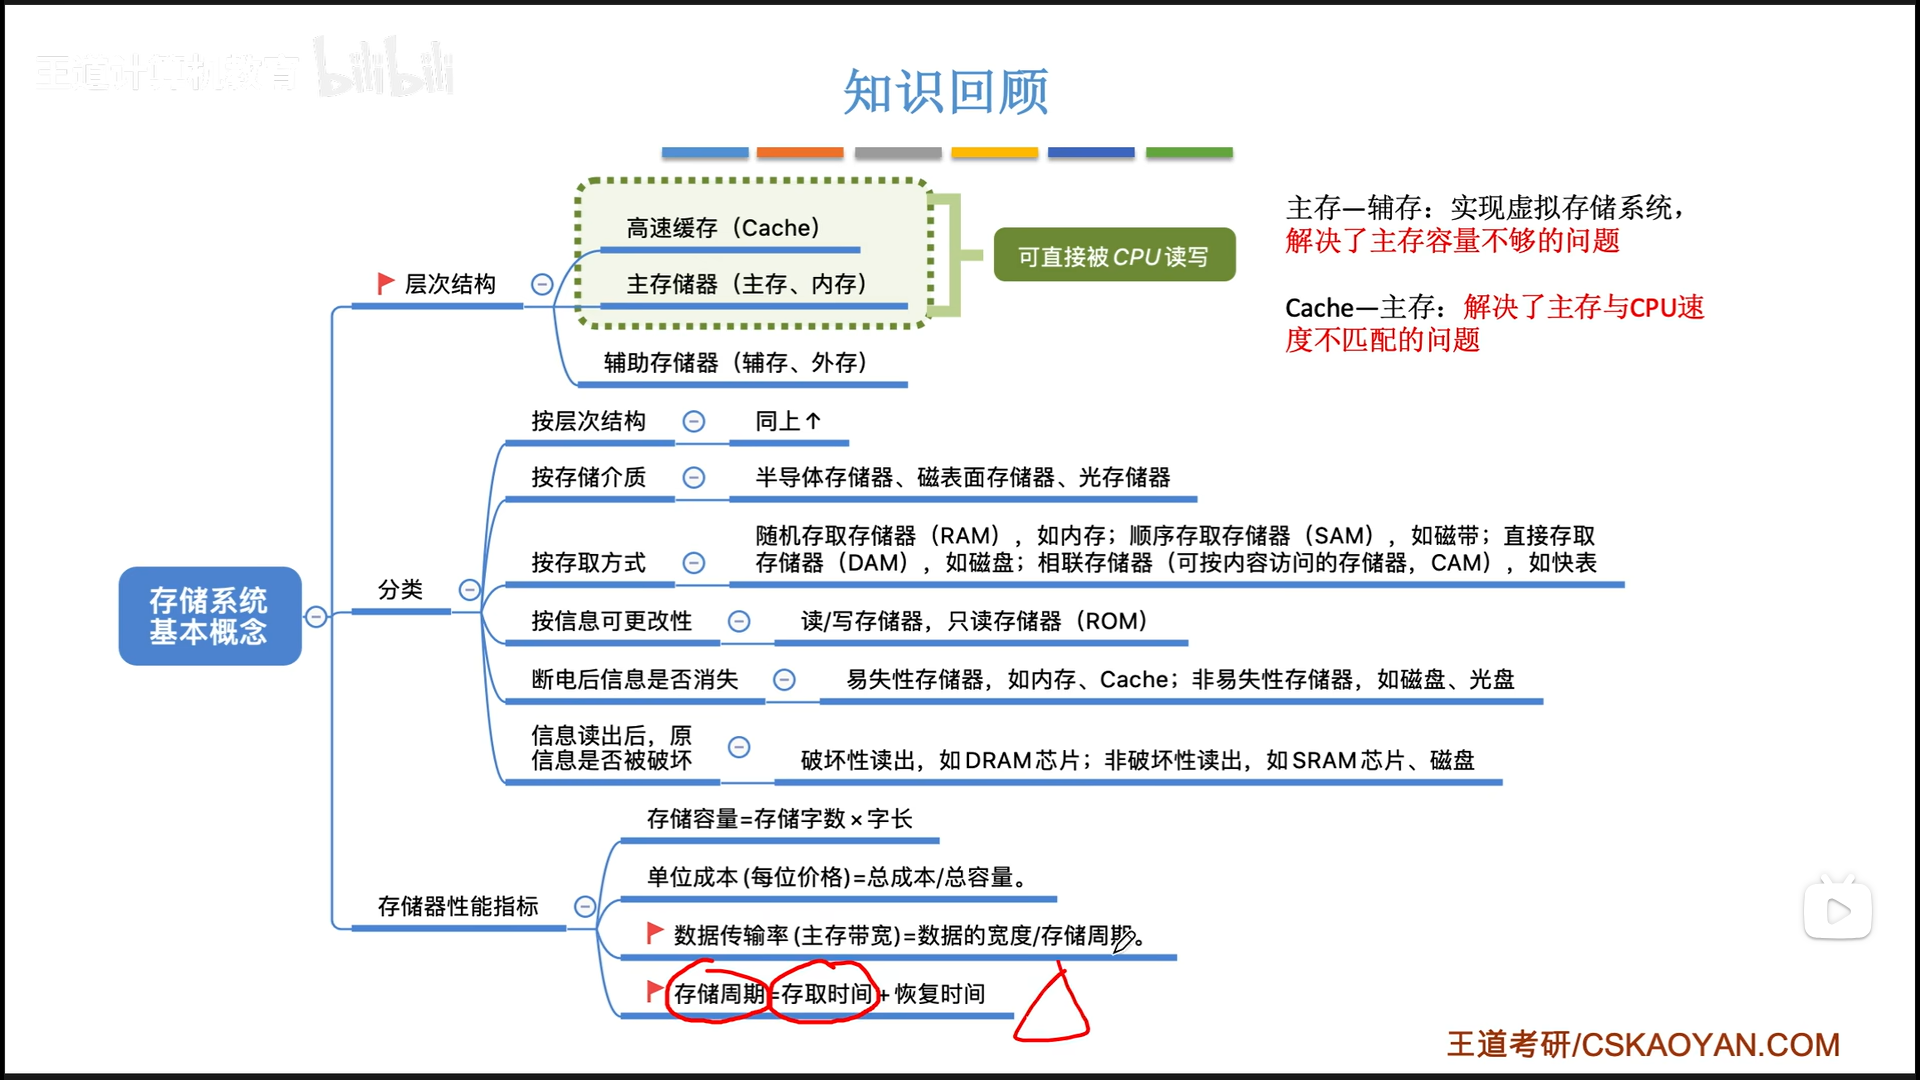 王道计算机教育 bilibili
知识回顾
主存—辅存：实现虚拟存储系统，
解决了主存容量不够的问题
Cache—主存：解决了主存与CPU速
度不匹配的问题
存储系统
基本概念
层次结构
高速缓存（Cache）
主存储器（主存、内存）
辅助存储器（辅存、外存）
可直接被CPU读写
分类
按层次结构
同上↑
按存储介质
半导体存储器、磁表面存储器、光存储器
按存取方式
随机存取存储器（RAM），如内存；顺序存取存储器（SAM），如磁带；直接存取
存储器（DAM），如磁盘；相联存储器（可按内容访问的存储器，CAM），如快表
按信息可更改性
读/写存储器，只读存储器（ROM）
断电后信息是否消失
易失性存储器，如内存、Cache；非易失性存储器，如磁盘、光盘
信息读出后，原
信息是否被破坏
破坏性读出，如DRAM芯片；非破坏性读出，如SRAM芯片、磁盘
存储器性能指标
存储容量=存储字数×字长
单位成本(每位价格)=总成本/总容量。
数据传输率(主存带宽)=数据的宽度/存储周期。
存储周期=存取时间+恢复时间
王道考研/CSKAOYAN.COM